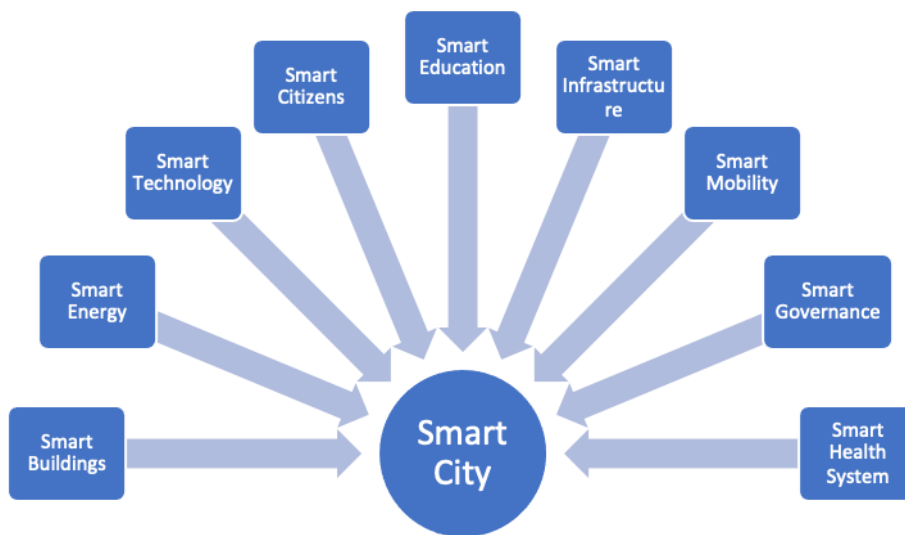 Smart
Education
Smart
Citizens
Smart
Infrastructu
re
Smart
Technology
Smart
Mobility
Smart
Energy
Smart
Governance
Smart
Buildings
Smart
City
Smart
Health
System